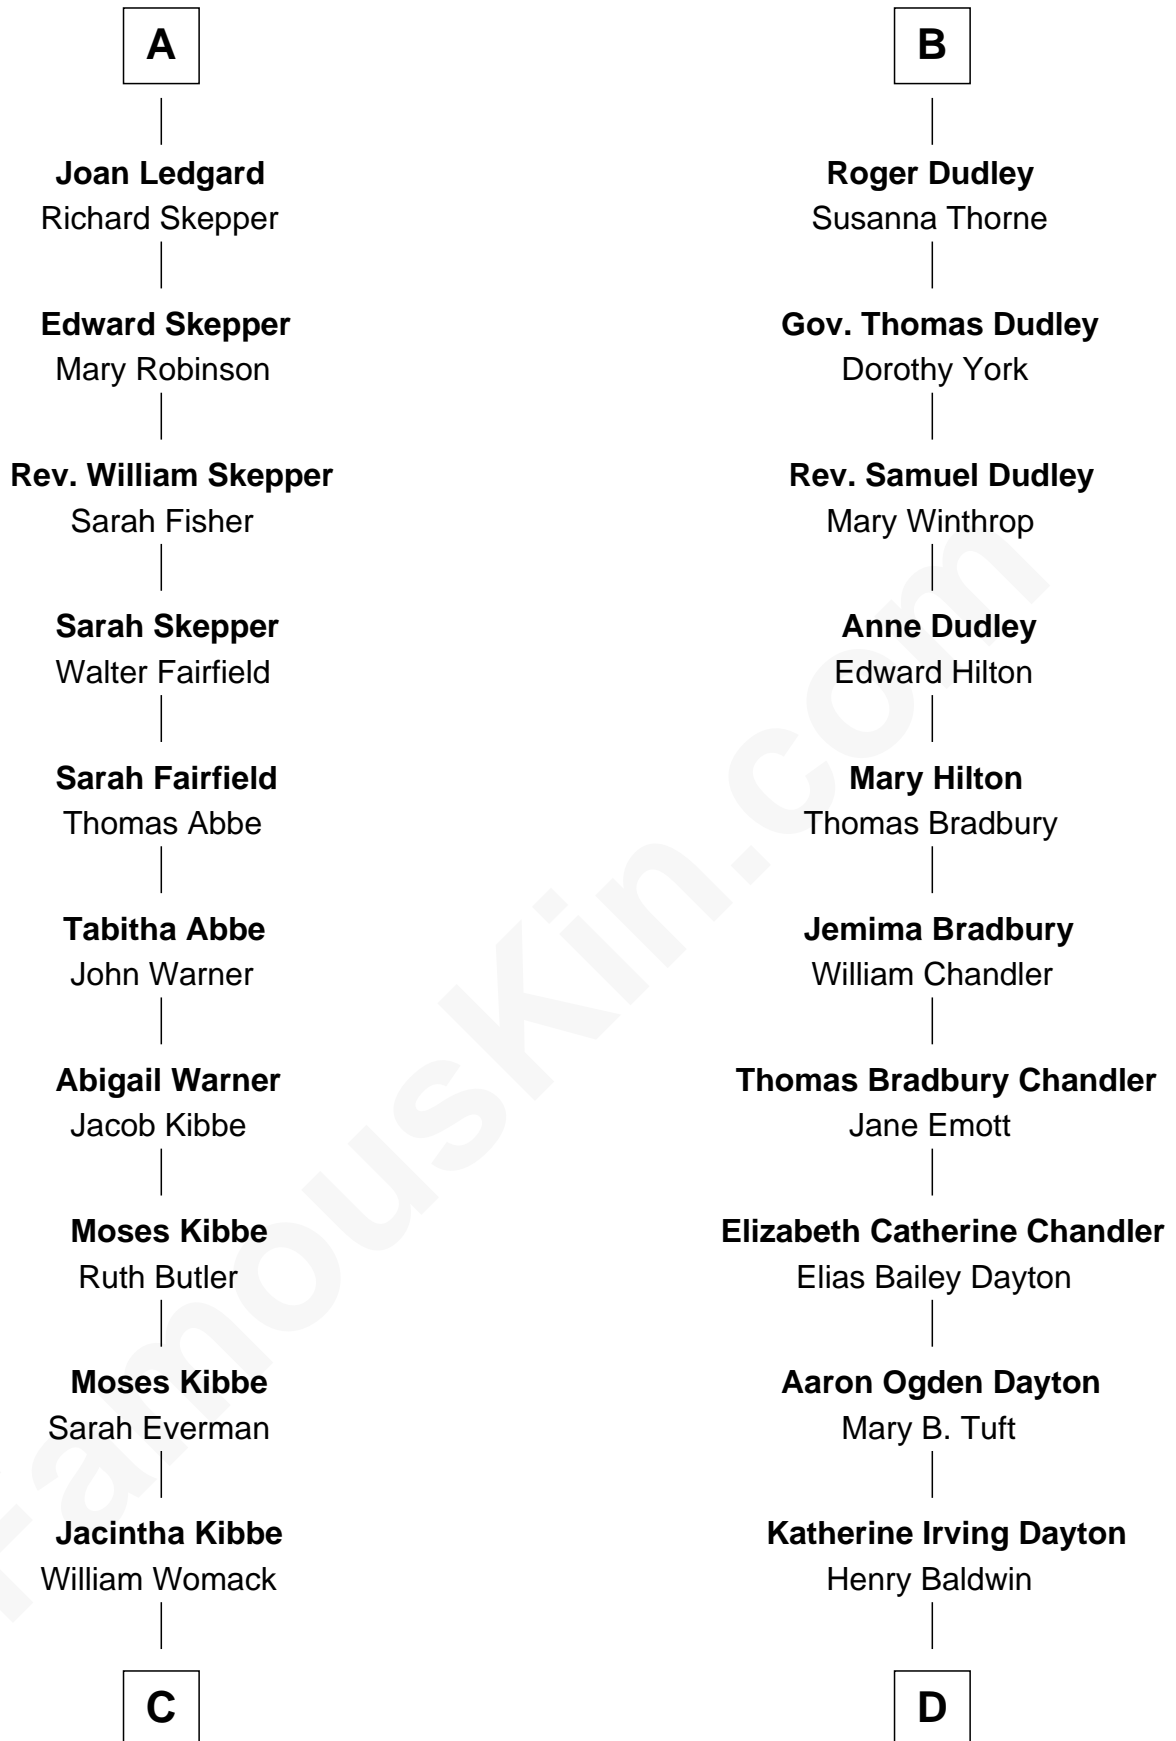 A
Joan Ledgard
Richard Skepper
Edward Skepper
Mary Robinson
Rev. William Skepper
Sarah Fisher
Sarah Skepper
Walter Fairfield
Sarah Fairfield
Thomas Abbe
Tabitha Abbe
John Warner
Abigail Warner
Jacob Kibbe
Moses Kibbe
Ruth Butler
Moses Kibbe
Sarah Everman
Jacintha Kibbe
William Womack
C
B
Roger Dudley
Susanna Thorne
Gov. Thomas Dudley
Dorothy York
Rev. Samuel Dudley
Mary Winthrop
Anne Dudley
Edward Hilton
Mary Hilton
Thomas Bradbury
Jemima Bradbury
William Chandler
Thomas Bradbury Chandler
Jane Emott
Elizabeth Catherine Chandler
Elias Bailey Dayton
Aaron Ogden Dayton
Mary B. Tuft
Katherine Irving Dayton
Henry Baldwin
D
FamousKin.com